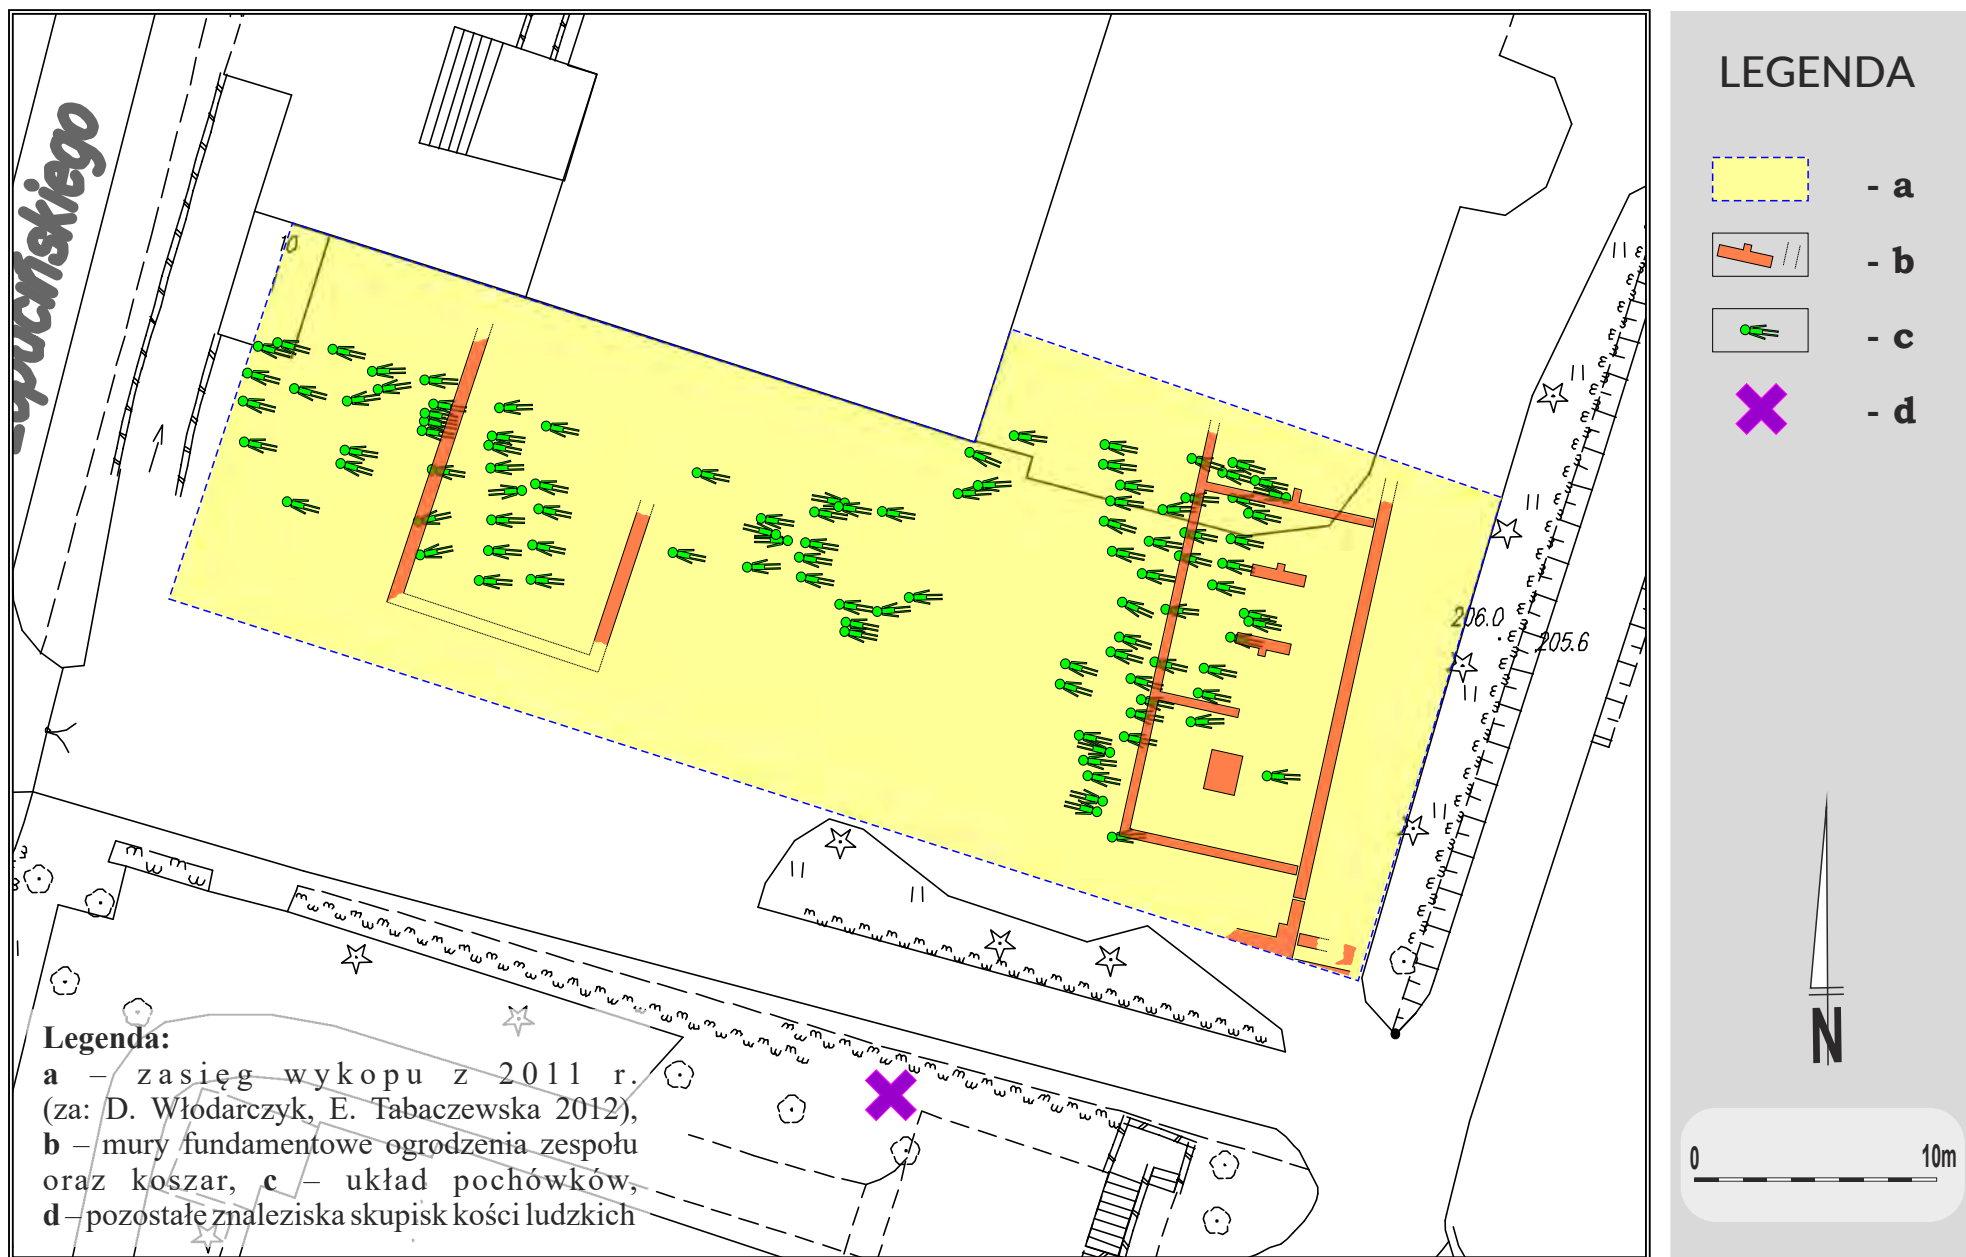 10
206.0
205.6
Legenda:
a – zasięg wykopu z 2011 r.
(za: D. Włodarczyk, E. Tabaczewska 2012),
b – mury fundamentowe ogrodzenia zespołu
oraz koszar, c – układ pochówków,
d – pozostałe znaleziska skupisk kości ludzkich
LEGENDA
- a
- b
- c
- d
N
0 10m